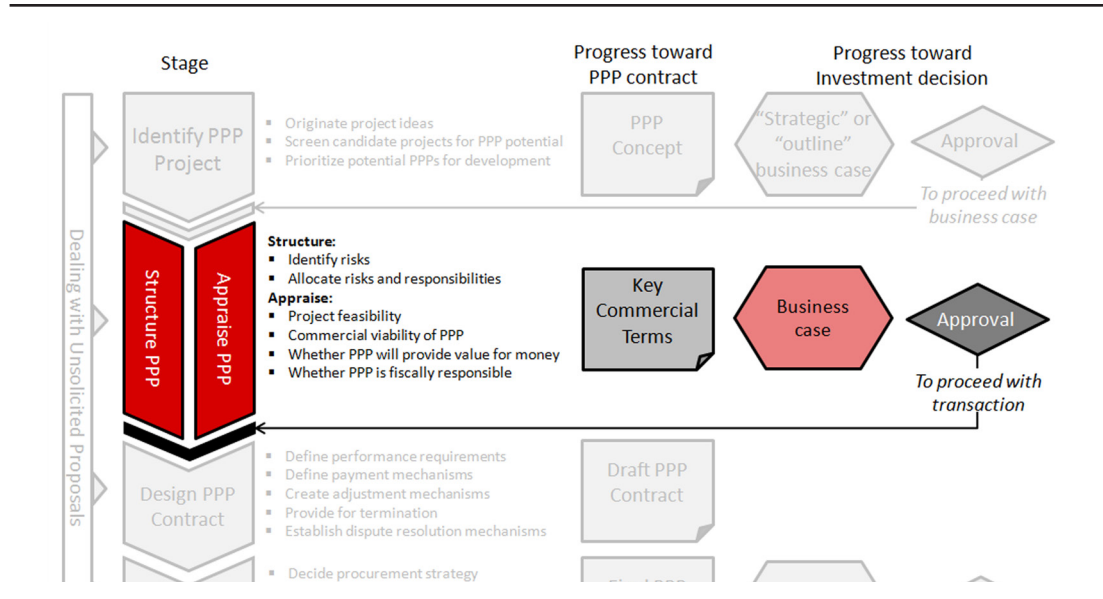 Stage
Progress toward
PPP contract
Progress toward
Investment decision
Dealing with Unsolicited Proposals
Identify PPP
Project
▪ Originate project ideas
▪ Screen candidate projects for PPP potential
▪ Prioritize potential PPPs for development
PPP
Concept
“Strategic” or
“outline”
business case
Approval
To proceed with
business case
Structure PPP
Appraise PPP
Structure:
▪ Identify risks
▪ Allocate risks and responsibilities
Appraise:
▪ Project feasibility
▪ Commercial viability of PPP
▪ Whether PPP will provide value for money
▪ Whether PPP is fiscally responsible
Key
Commercial
Terms
Business
case
Approval
To proceed with
transaction
Design PPP
Contract
▪ Define performance requirements
▪ Define payment mechanisms
▪ Create adjustment mechanisms
▪ Provide for termination
▪ Establish dispute resolution mechanisms
Draft PPP
Contract
▪ Decide procurement strategy